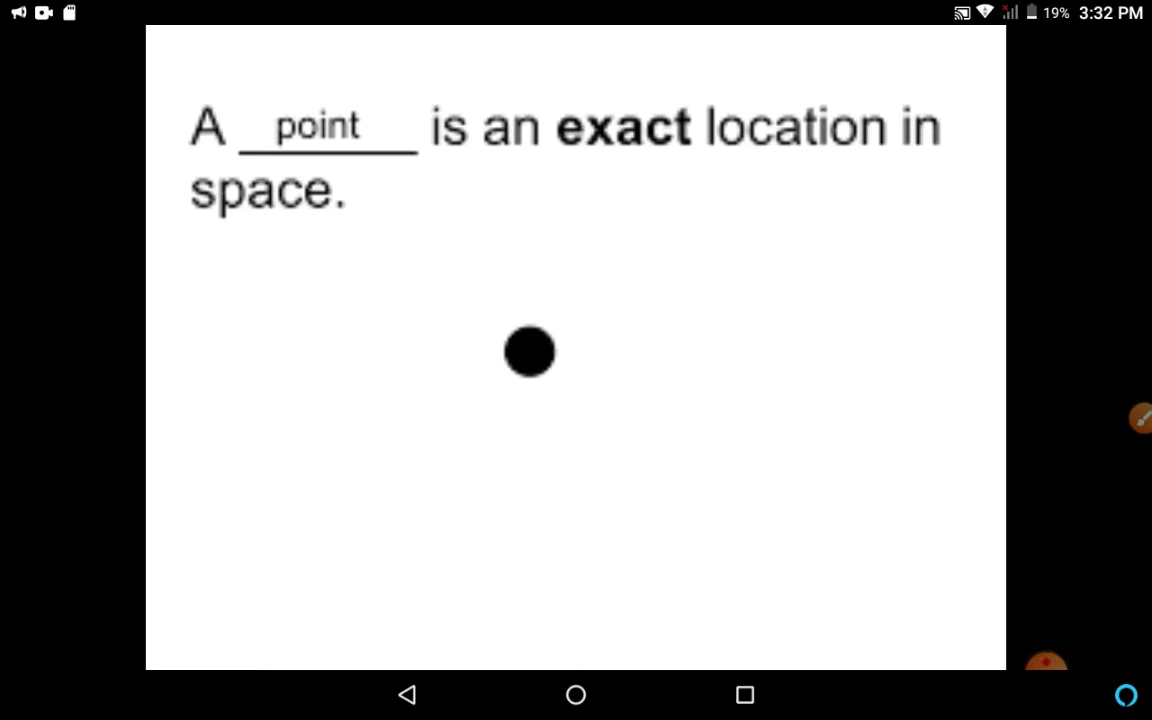 19% 3:32 PM
A point is an exact location in
space.